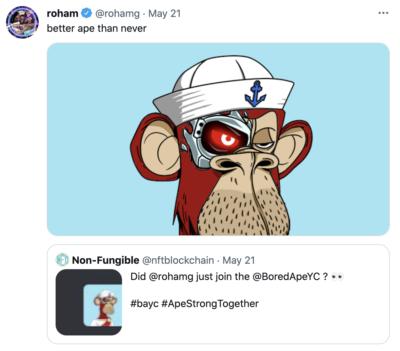 roham @rohamg · May 21
better ape than never
Non-Fungible @nftblockchain · May 21
Did @rohamg just join the @BoredApeYC ? 👀
#bayc #ApeStrongTogether